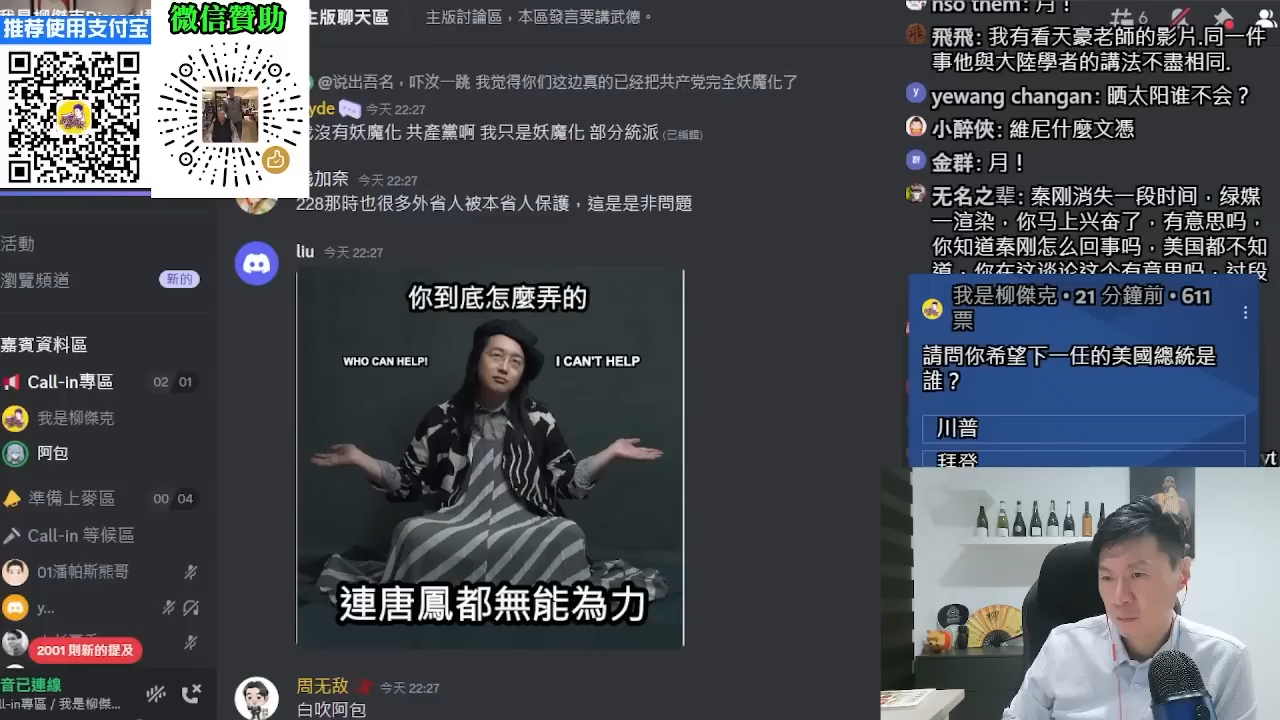 微信贊助
推荐使用支付宝
主版聊天區
主版討論區，本區發言要講武德。
6
@说出吾名，吓汝一跳 我觉得你们这边真的已经把共产党完全妖魔化了
yde 今天 22:27
沒有妖魔化 共產黨啊 我只是妖魔化 部分統派 (已編輯)
加奈 今天 22:27
228那時也很多外省人被本省人保護，這是是非問題
liu 今天 22:27
你到底怎麼弄的
WHO CAN HELP!
I CAN'T HELP
連唐鳳都無能為力
周无敌 今天 22:27
白吹阿包
活動
瀏覽頻道
新的
嘉賓資料區
Call-in專區 02 01
我是柳傑克
阿包
準備上麥區 00 04
Call-in 等候區
01潘帕斯熊哥
y...
2001 則新的提及
音已連線
l-in專區 / 我是柳傑...
nso them: 月！
飛飛: 我有看天豪老師的影片.同一件
事他與大陸學者的講法不盡相同.
yewang changan: 晒太阳谁不会？
小醉俠: 維尼什麼文憑
金群: 月！
无名之辈: 秦刚消失一段时间，绿媒
一渲染，你马上兴奋了，有意思吗，
你知道秦刚怎么回事吗，美国都不知
道，你在这谈论这个有意思吗，过段
我是柳傑克 • 21 分鐘前 • 611
票
請問你希望下一任的美國總統是
誰？
川普
拜登
yt